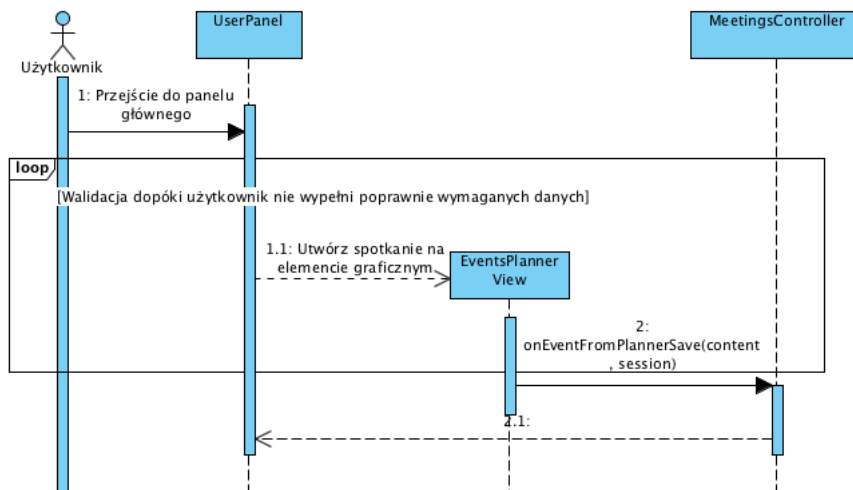 UserPanel
MeetingsController
Użytkownik
1: Przejście do panelu
głównego
loop
[Walidacja dopóki użytkownik nie wypełni poprawnie wymaganych danych]
1.1: Utwórz spotkanie na
elemencie graficznym
EventsPlanner
View
2:
onEventFromPlannerSave(content
, session)
2.1: